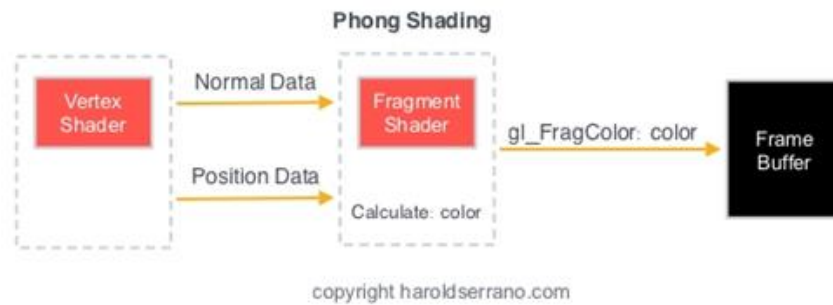 Phong Shading
Vertex
Shader
Normal Data
Position Data
Fragment
Shader
Calculate: color
gl_FragColor: color
Frame
Buffer
copyright haroldserrano.com